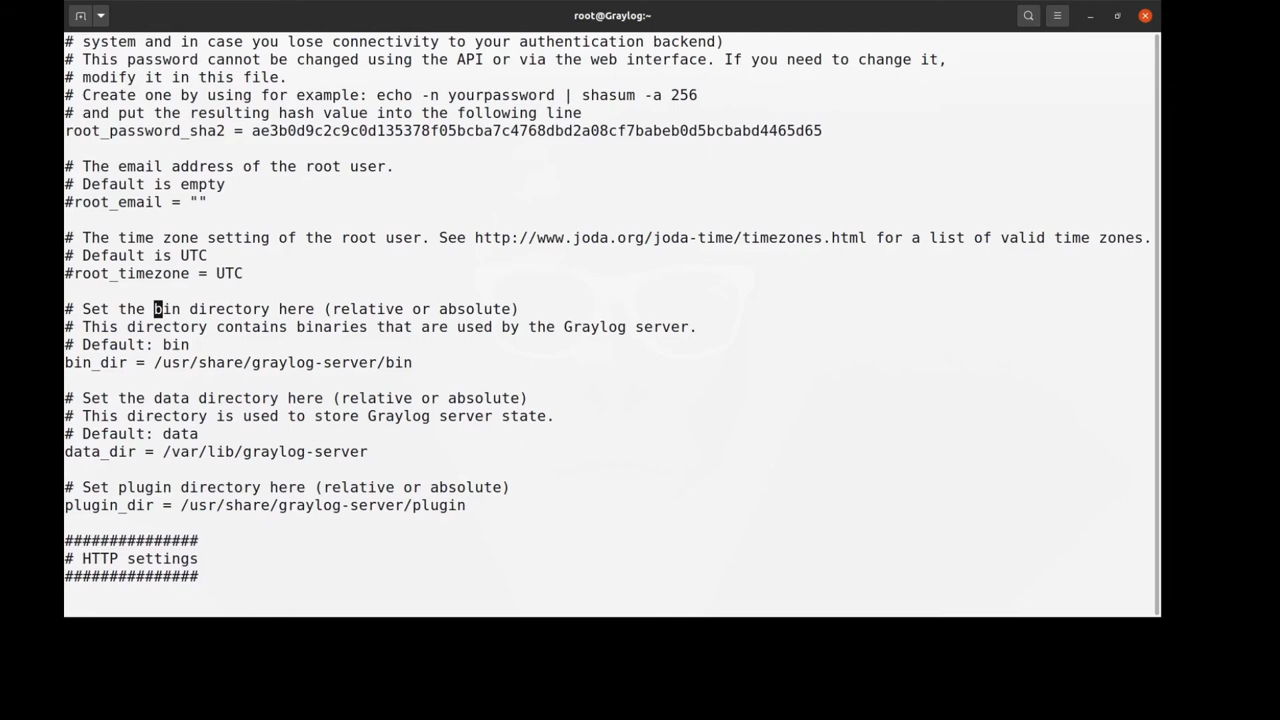 root@Graylog:~
# system and in case you lose connectivity to your authentication backend)
# This password cannot be changed using the API or via the web interface. If you need to change it,
# modify it in this file.
# Create one by using for example: echo -n yourpassword | shasum -a 256
# and put the resulting hash value into the following line
root_password_sha2 = ae3b0d9c2c9c0d135378f05bcba7c4768dbd2a08cf7babeb0d5bcbabd4465d65
# The email address of the root user.
# Default is empty
#root_email = ""
# The time zone setting of the root user. See http://www.joda.org/joda-time/timezones.html for a list of valid time zones.
# Default is UTC
#root_timezone = UTC
# Set the bin directory here (relative or absolute)
# This directory contains binaries that are used by the Graylog server.
# Default: bin
bin_dir = /usr/share/graylog-server/bin
# Set the data directory here (relative or absolute)
# This directory is used to store Graylog server state.
# Default: data
data_dir = /var/lib/graylog-server
# Set plugin directory here (relative or absolute)
plugin_dir = /usr/share/graylog-server/plugin
###############
# HTTP settings
###############